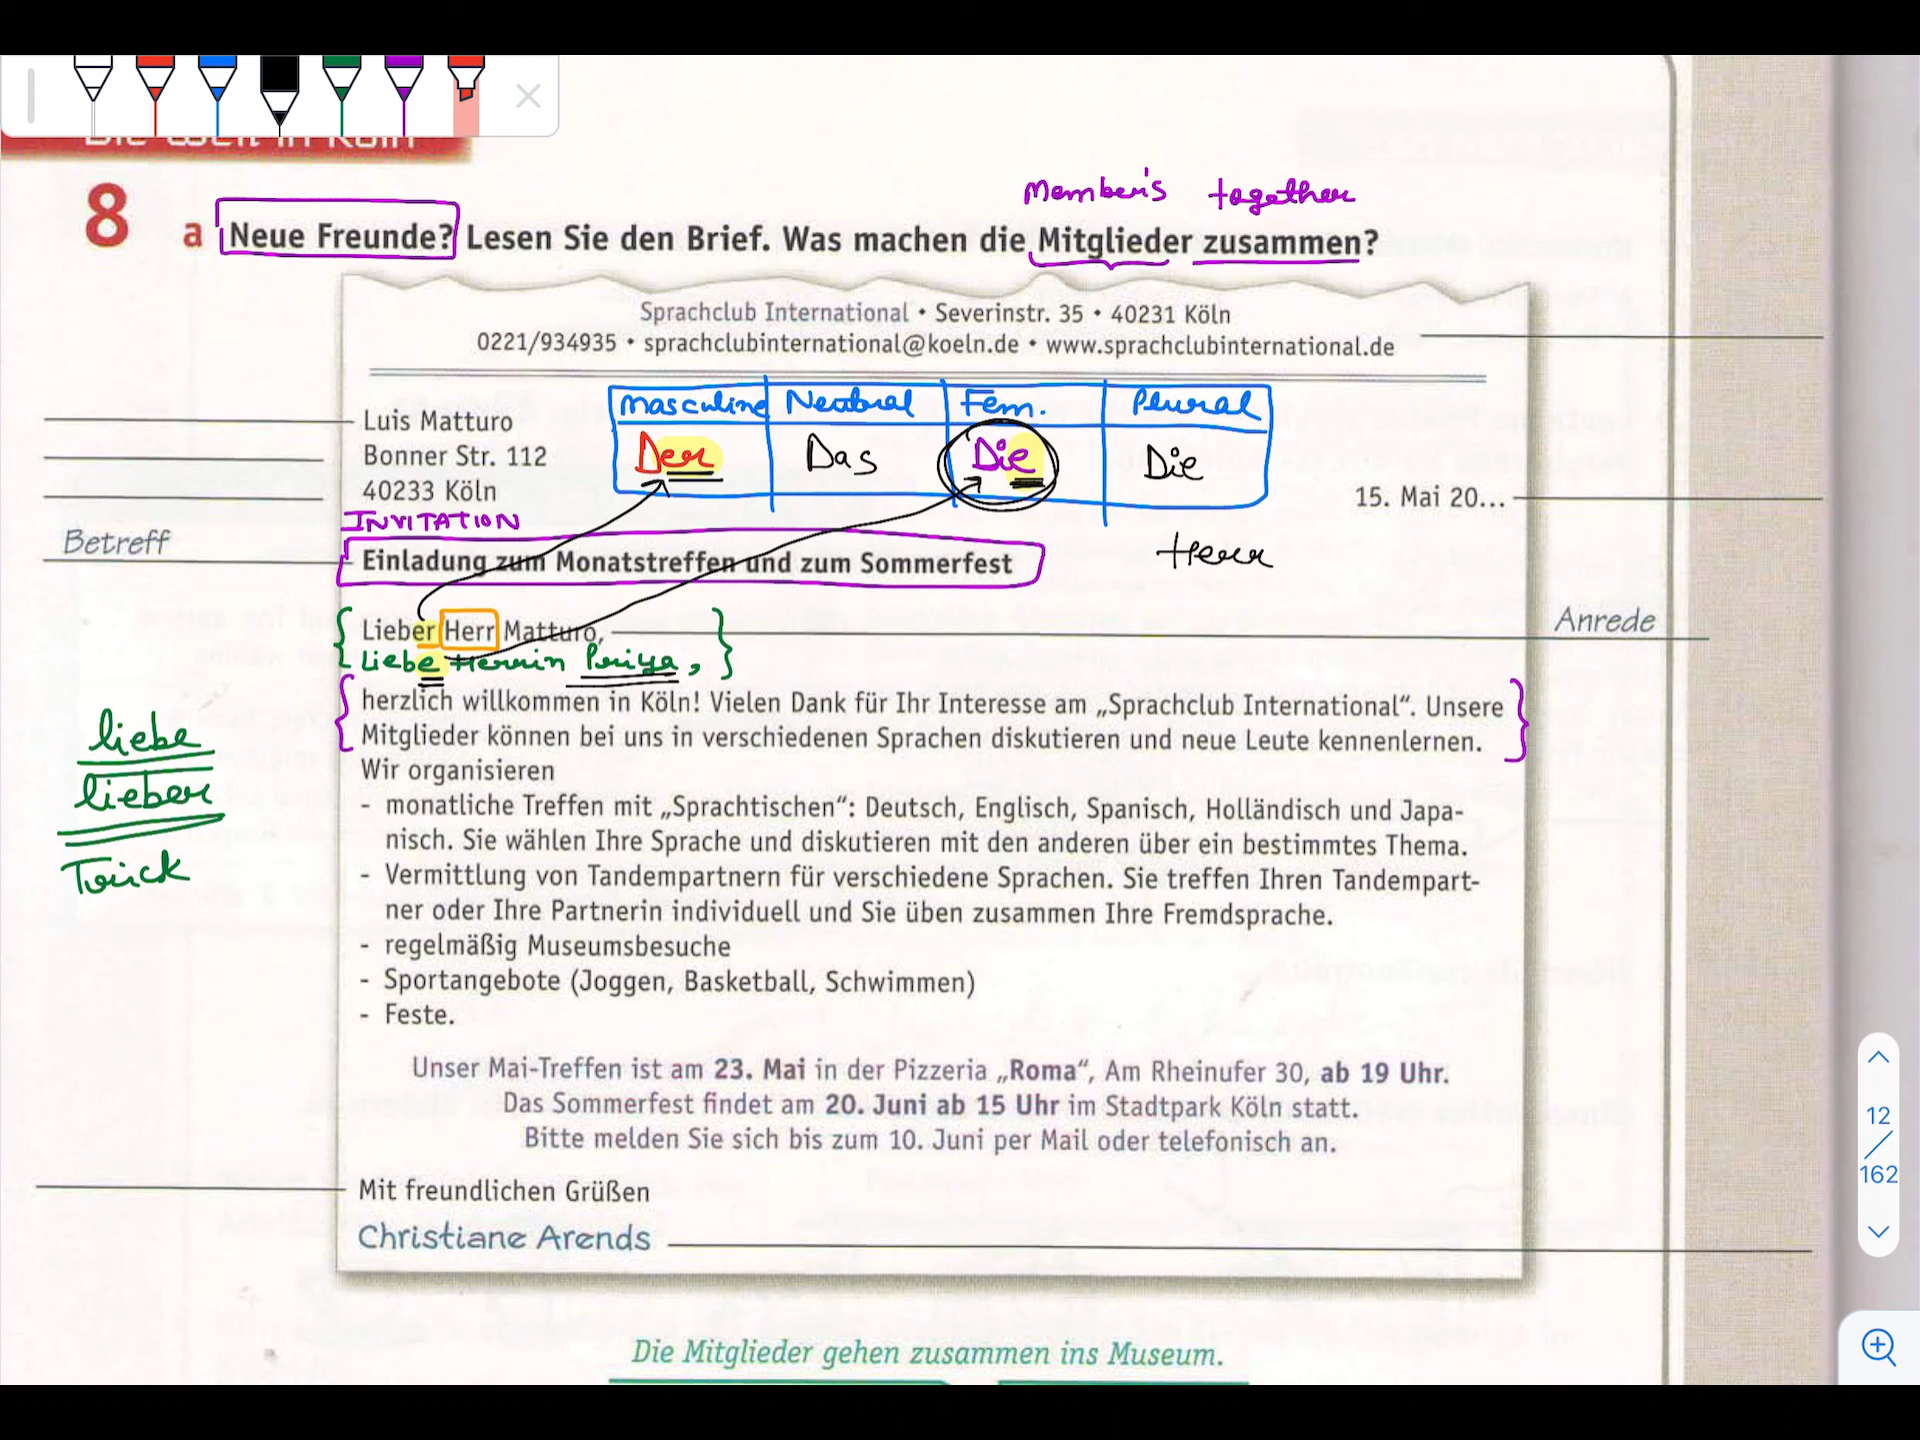 Die Welt in Köln
Member's together
8 a Neue Freunde? Lesen Sie den Brief. Was machen die Mitglieder zusammen?
Sprachclub International • Severinstr. 35 • 40231 Köln
0221/934935 • sprachclubinternational@koeln.de • www.sprachclubinternational.de
masculine Neutral Fem. Plural
Der Das Die Die
Luis Matturo
Bonner Str. 112
40233 Köln
15. Mai 20...
INVITATION
Betreff
Einladung zum Monatstreffen und zum Sommerfest
Herr
Lieber Herr Matturo,
Anrede
Liebe Herrin Priya,
herzlich willkommen in Köln! Vielen Dank für Ihr Interesse am „Sprachclub International“. Unsere
Mitglieder können bei uns in verschiedenen Sprachen diskutieren und neue Leute kennenlernen.
liebe
lieber
Trick
Wir organisieren
- monatliche Treffen mit „Sprachtischen“: Deutsch, Englisch, Spanisch, Holländisch und Japa-
nisch. Sie wählen Ihre Sprache und diskutieren mit den anderen über ein bestimmtes Thema.
- Vermittlung von Tandempartnern für verschiedene Sprachen. Sie treffen Ihren Tandempart-
ner oder Ihre Partnerin individuell und Sie üben zusammen Ihre Fremdsprache.
- regelmäßig Museumsbesuche
- Sportangebote (Joggen, Basketball, Schwimmen)
- Feste.
Unser Mai-Treffen ist am 23. Mai in der Pizzeria „Roma“, Am Rheinufer 30, ab 19 Uhr.
Das Sommerfest findet am 20. Juni ab 15 Uhr im Stadtpark Köln statt.
Bitte melden Sie sich bis zum 10. Juni per Mail oder telefonisch an.
Mit freundlichen Grüßen
Christiane Arends
12
/
162
Die Mitglieder gehen zusammen ins Museum.